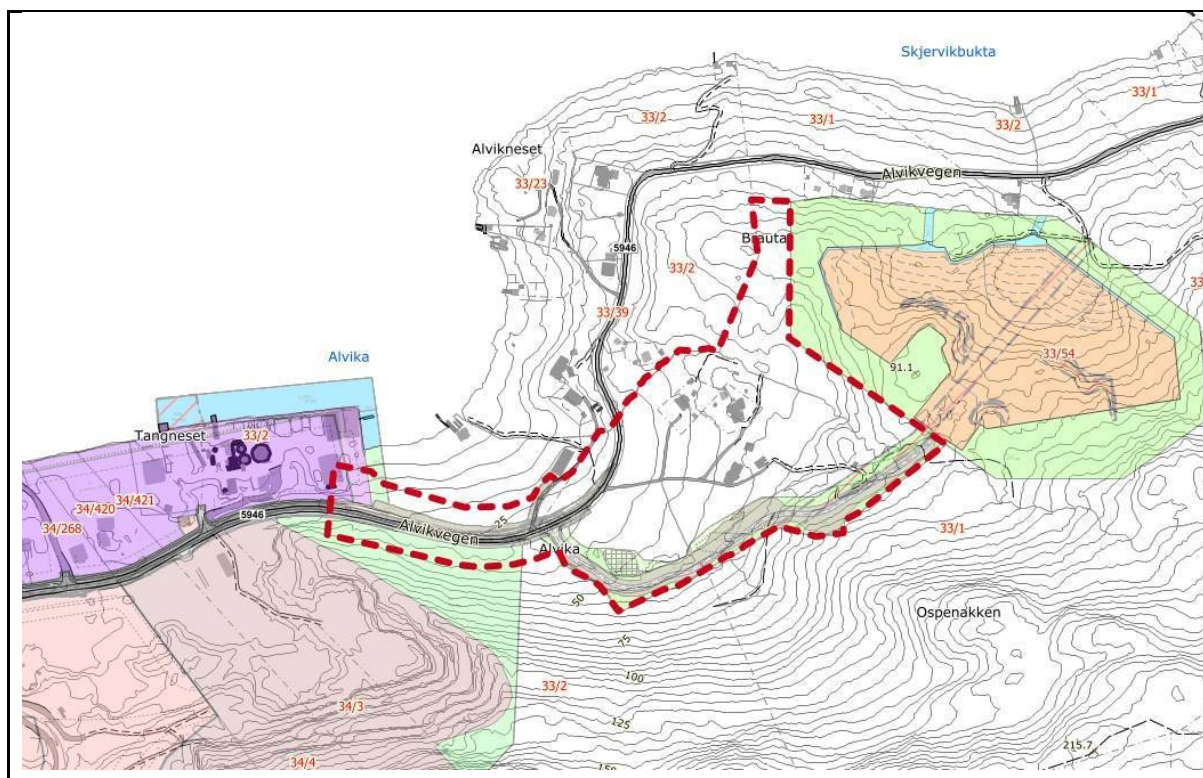 Skjervikbukta
33/1
33/2
33/1
33/2
Alvikneset
33/23
Alvikvegen
5946
Brauta
33/2
33/39
Alvika
91.1
33/54
Tangneset
33/2
34/421
34/420
34/268
5946
Alvikvegen
25
Alvika
33/1
50
Ospenakken
75
100
33/2
34/3
125
215.7
34/4
150